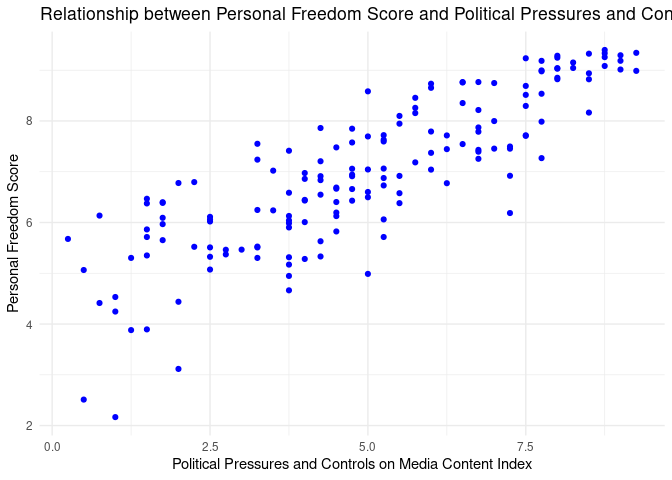 Relationship between Personal Freedom Score and Political Pressures and Con
8
6
4
2
Personal Freedom Score
0.0 2.5 5.0 7.5
Political Pressures and Controls on Media Content Index